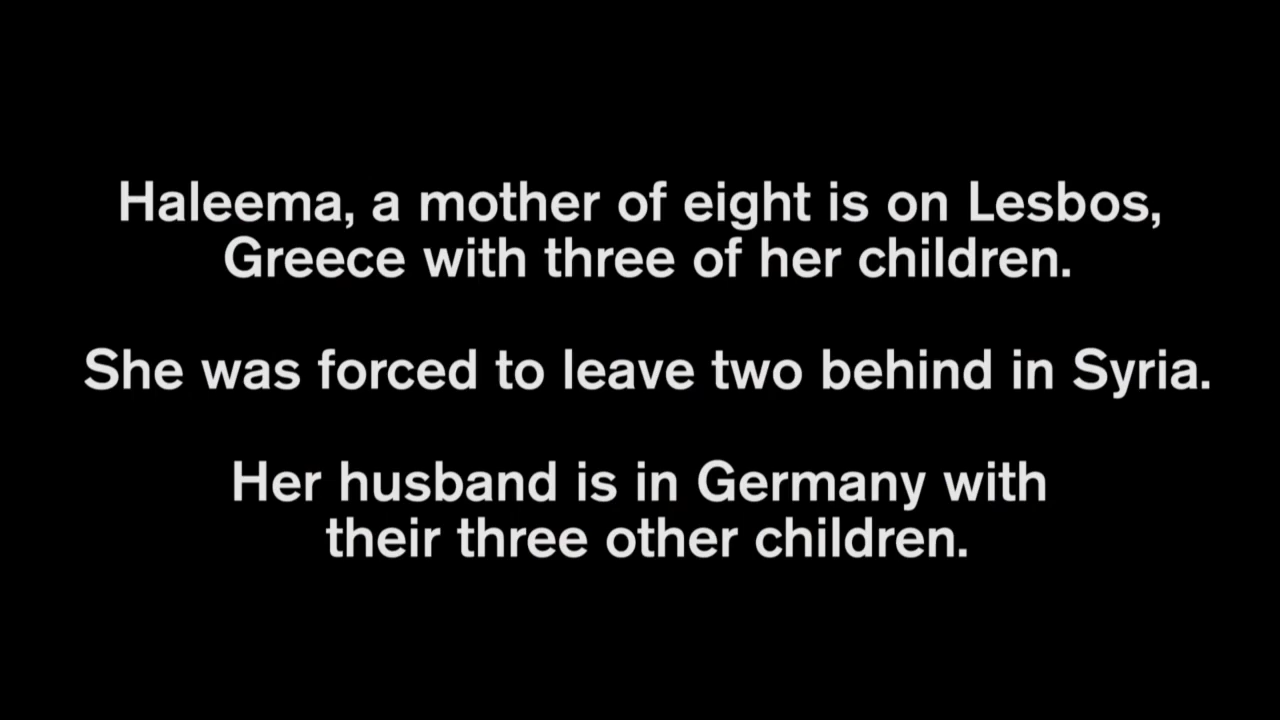 Haleema, a mother of eight is on Lesbos,
Greece with three of her children.
She was forced to leave two behind in Syria.
Her husband is in Germany with
their three other children.